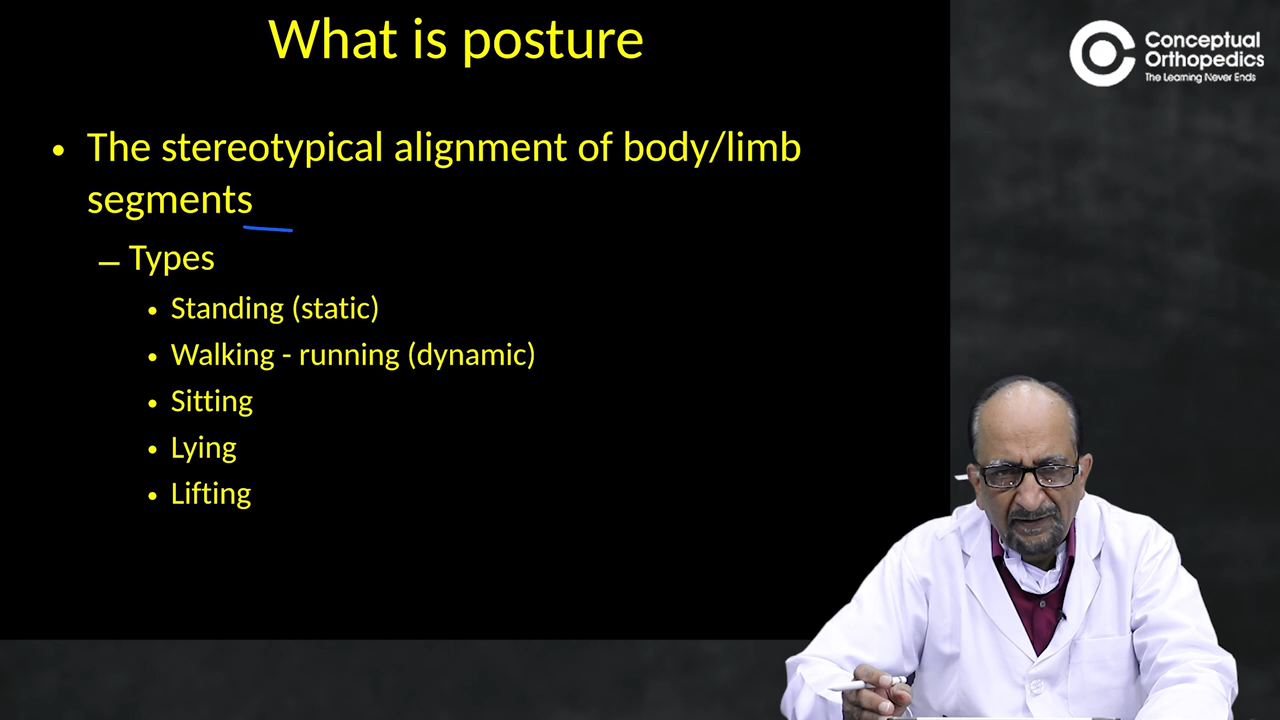 What is posture
Conceptual
Orthopedics
The Learning Never Ends
• The stereotypical alignment of body/limb
segments
– Types
• Standing (static)
• Walking - running (dynamic)
• Sitting
• Lying
• Lifting